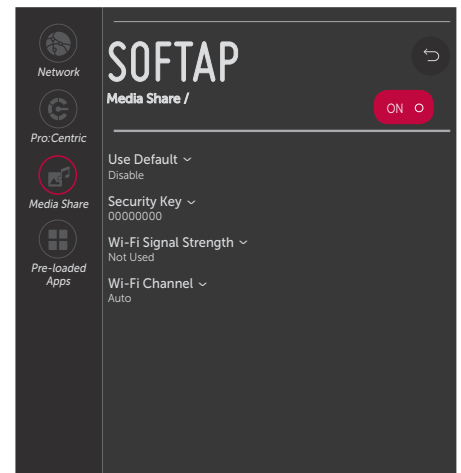 Network
Pro:Centric
Media Share
Pre-loaded
Apps
SOFTAP
Media Share /
ON
Use Default
Disable
Security Key
00000000
Wi-Fi Signal Strength
Not Used
Wi-Fi Channel
Auto